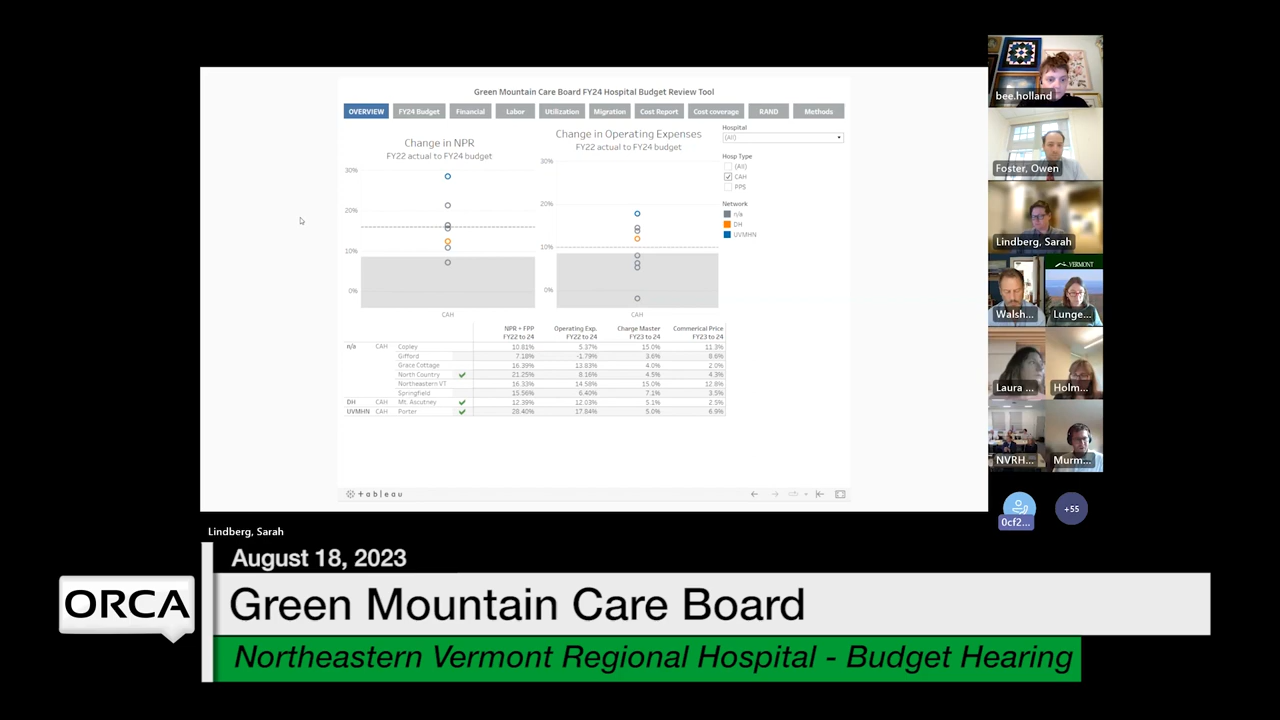 Green Mountain Care Board FY24 Hospital Budget Review Tool
OVERVIEW FY24 Budget Financial Labor Utilization Migration Cost Report Cost coverage RAND Methods
Change in NPR
FY22 actual to FY24 budget
30%
20%
10%
0%
CAH
Change in Operating Expenses
FY22 actual to FY24 budget
30%
20%
10%
0%
CAH
Hospital
(All)
Hosp Type
(All)
CAH
PPS
Network
n/a
DH
UVMHN
NPR + FPP Operating Exp. Charge Master Commerical Price
FY22 to 24 FY22 to 24 FY23 to 24 FY23 to 24
n/a CAH Copley 10.81% 5.37% 15.0% 11.3%
Gifford 7.18% -1.79% 3.6% 8.6%
Grace Cottage 16.39% 13.83% 4.0% 2.0%
North Country ✔ 21.25% 8.16% 4.5% 4.3%
Northeastern VT 16.33% 14.58% 15.0% 12.8%
Springfield 15.56% 6.40% 7.1% 3.5%
DH CAH Mt. Ascutney ✔ 12.39% 12.03% 5.1% 2.5%
UVMHN CAH Porter ✔ 28.40% 17.84% 5.0% 6.9%
+ableau
bee.holland
Foster, Owen
Lindberg, Sarah
VERMONT
Walsh... Lunge...
Laura ... Holm...
NVRH... Murm...
0cf2... +55
Lindberg, Sarah
August 18, 2023
ORCA
Green Mountain Care Board
Northeastern Vermont Regional Hospital - Budget Hearing